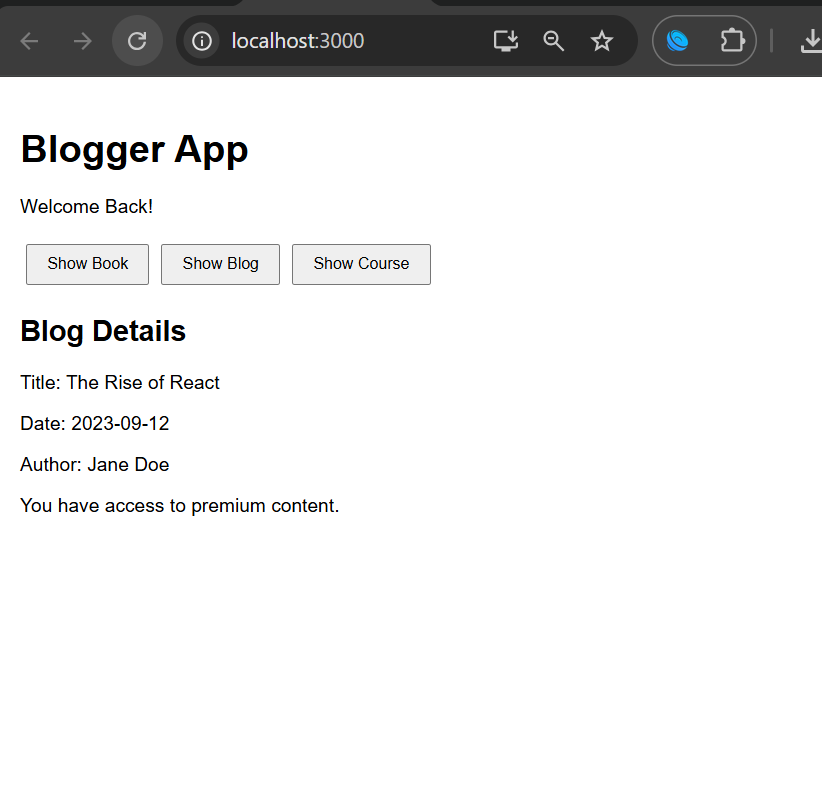 localhost:3000
Blogger App
Welcome Back!
Show Book Show Blog Show Course
Blog Details
Title: The Rise of React
Date: 2023-09-12
Author: Jane Doe
You have access to premium content.